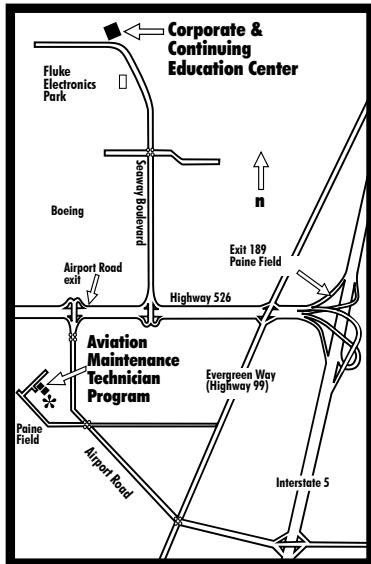 Corporate &
Continuing
Education Center
Fluke
Electronics
Park
Seaway Boulevard
n
Boeing
Exit 189
Paine Field
Airport Road
exit
Highway 526
Aviation
Maintenance
Technician
Program
Evergreen Way
(Highway 99)
Paine
Field
Airport Road
Interstate 5